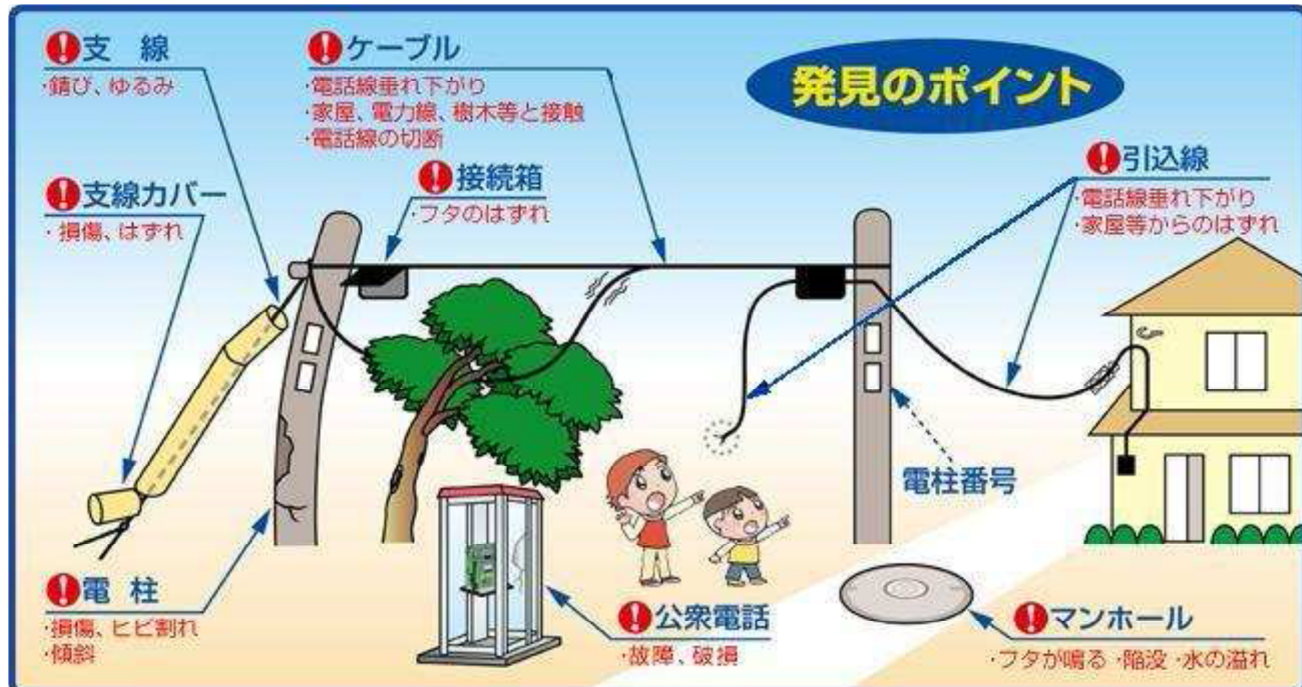 発見のポイント
支線
・錆び、ゆるみ
ケーブル
・電話線垂れ下がり
・家屋、電力線、樹木等と接触
・電話線の切断
引込線
・電話線垂れ下がり
・家屋等からのはずれ
接続箱
・フタのはずれ
支線カバー
・損傷、はずれ
電柱番号
電柱
・損傷、ヒビ割れ
・傾斜
公衆電話
・故障、破損
マンホール
・フタが鳴る ・陥没 ・水の溢れ